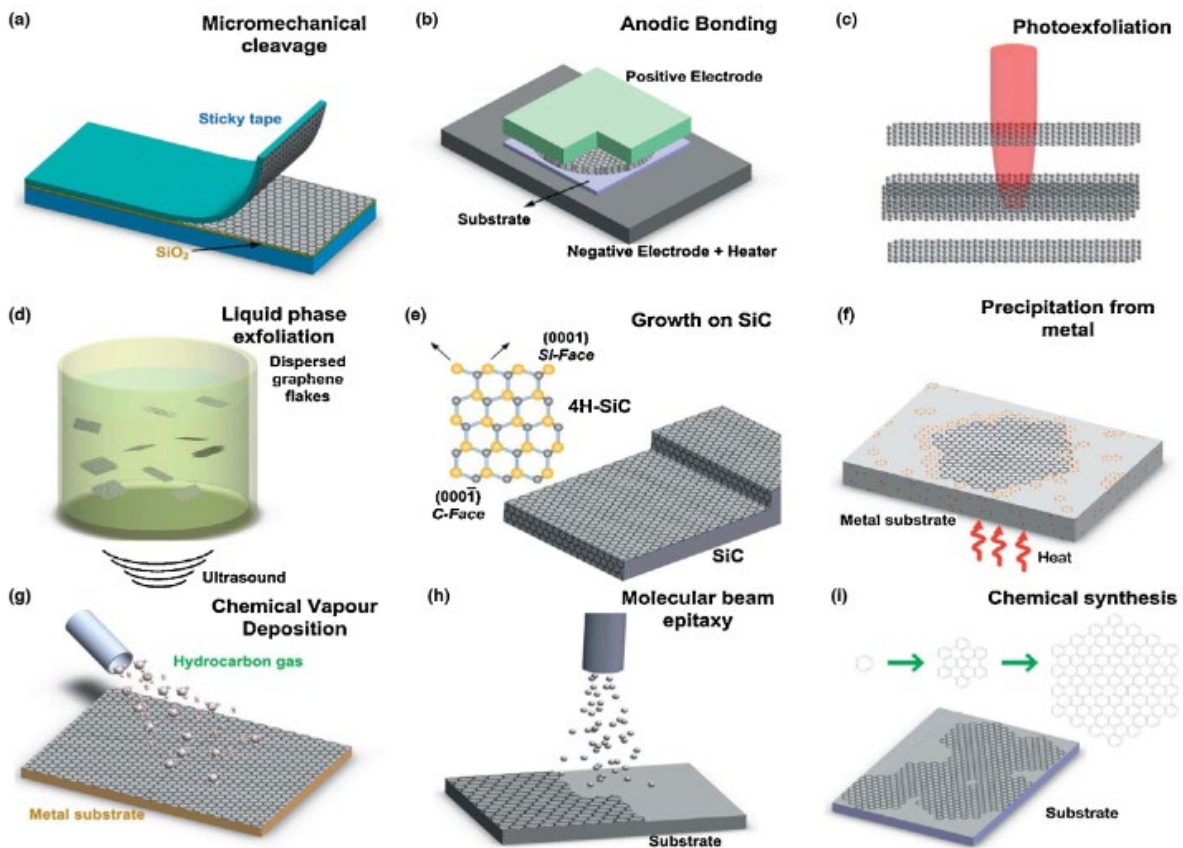 (a)
Micromechanical
cleavage
Sticky tape
SiO₂
(b)
Anodic Bonding
Positive Electrode
Substrate
Negative Electrode + Heater
(c)
Photoexfoliation
(d)
Liquid phase
exfoliation
Dispersed
graphene
flakes
Ultrasound
(e)
Growth on SiC
(0001)
Si-Face
4H-SiC
(0001̅)
C-Face
SiC
(f)
Precipitation from
metal
Metal substrate
Heat
(g)
Chemical Vapour
Deposition
Hydrocarbon gas
Metal substrate
(h)
Molecular beam
epitaxy
Substrate
(i)
Chemical synthesis
Substrate